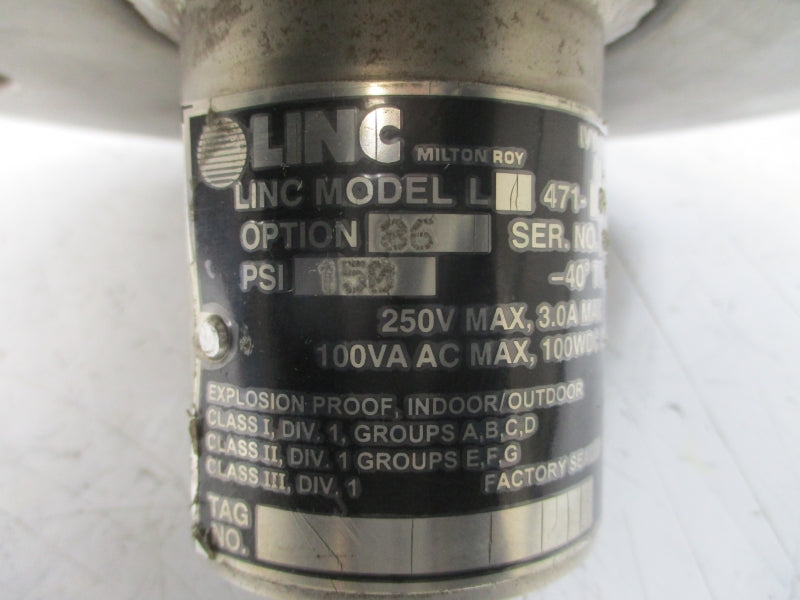 LINC MILTON ROY
LINC MODEL L 1 471-
OPTION 86 SER. NO.
PSI 150 -40°
250V MAX, 3.0A
100VA AC MAX, 100WDC
EXPLOSION PROOF, INDOOR/OUTDOOR
CLASS I, DIV. 1, GROUPS A,B,C,D
CLASS II, DIV. 1 GROUPS E,F,G
CLASS III, DIV. 1 FACTORY
TAG
NO.